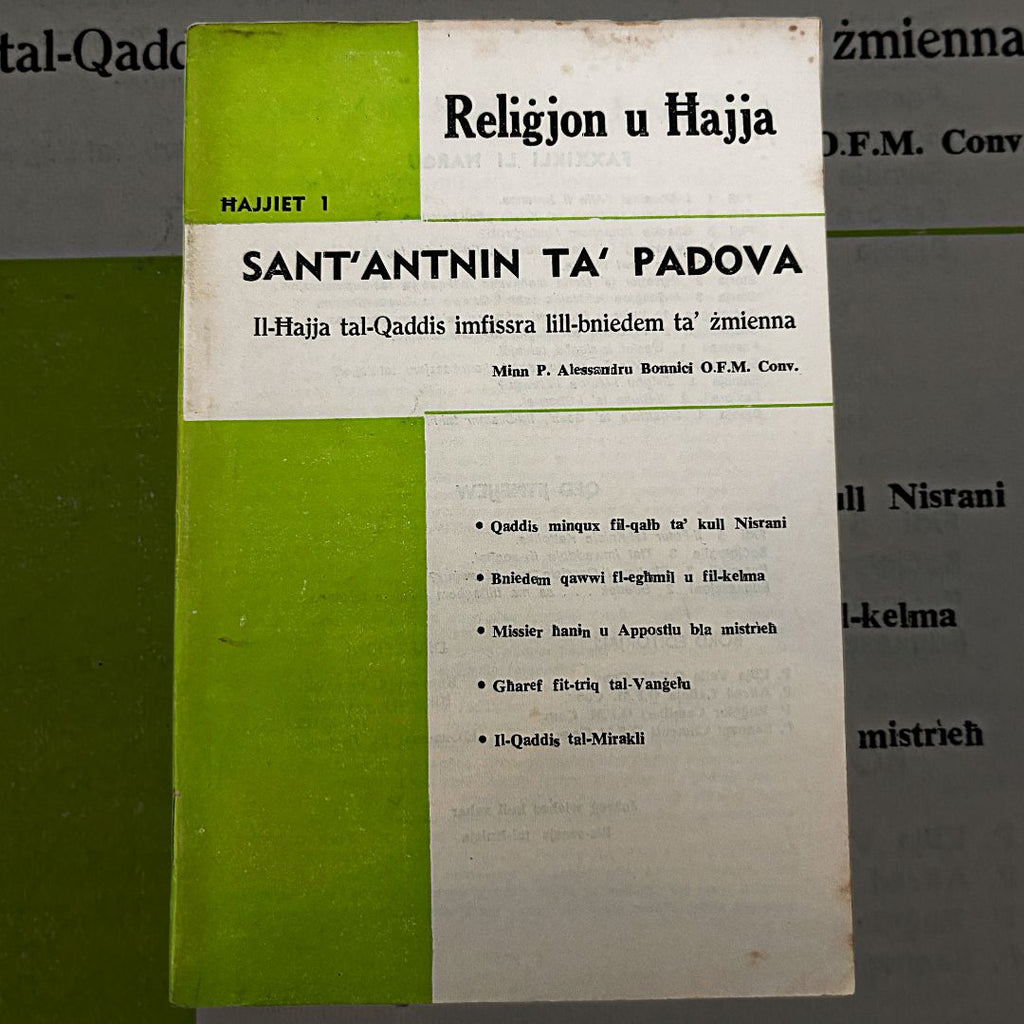 Reliġjon u Ħajja
ĦAJJIET 1
SANT'ANTNIN TA' PADOVA
Il-Ħajja tal-Qaddis imfissra lill-bniedem ta' żmienna
Minn P. Alessandru Bonnici O.F.M. Conv.
• Qaddis minqux fil-qalb ta' kull Nisrani
• Bniedem qawwi fl-egħmil u fil-kelma
• Missier ħanin u Appostlu bla mistrieħ
• Għaref fit-triq tal-Vanġelu
• Il-Qaddis tal-Mirakli